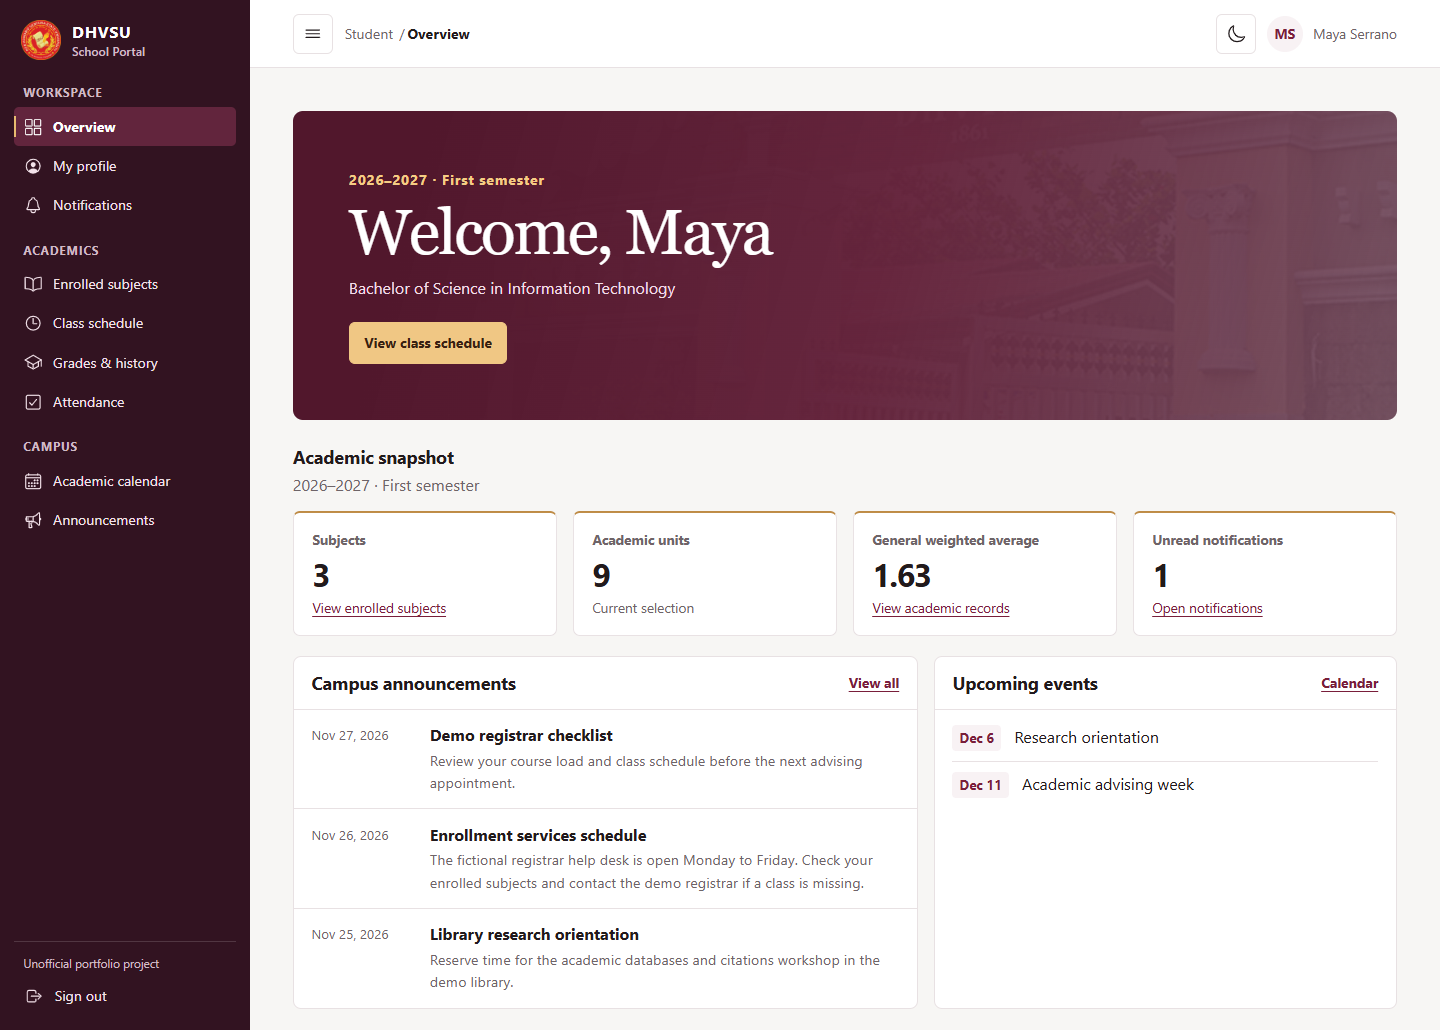 DHVSU
School Portal
WORKSPACE
Overview
My profile
Notifications
ACADEMICS
Enrolled subjects
Class schedule
Grades & history
Attendance
CAMPUS
Academic calendar
Announcements
Unofficial portfolio project
Sign out
Student / Overview
MS Maya Serrano
2026–2027 · First semester
Welcome, Maya
Bachelor of Science in Information Technology
View class schedule
Academic snapshot
2026–2027 · First semester
Subjects
3
View enrolled subjects
Academic units
9
Current selection
General weighted average
1.63
View academic records
Unread notifications
1
Open notifications
Campus announcements View all
Nov 27, 2026 Demo registrar checklist
Review your course load and class schedule before the next advising
appointment.
Nov 26, 2026 Enrollment services schedule
The fictional registrar help desk is open Monday to Friday. Check your
enrolled subjects and contact the demo registrar if a class is missing.
Nov 25, 2026 Library research orientation
Reserve time for the academic databases and citations workshop in the
demo library.
Upcoming events Calendar
Dec 6 Research orientation
Dec 11 Academic advising week